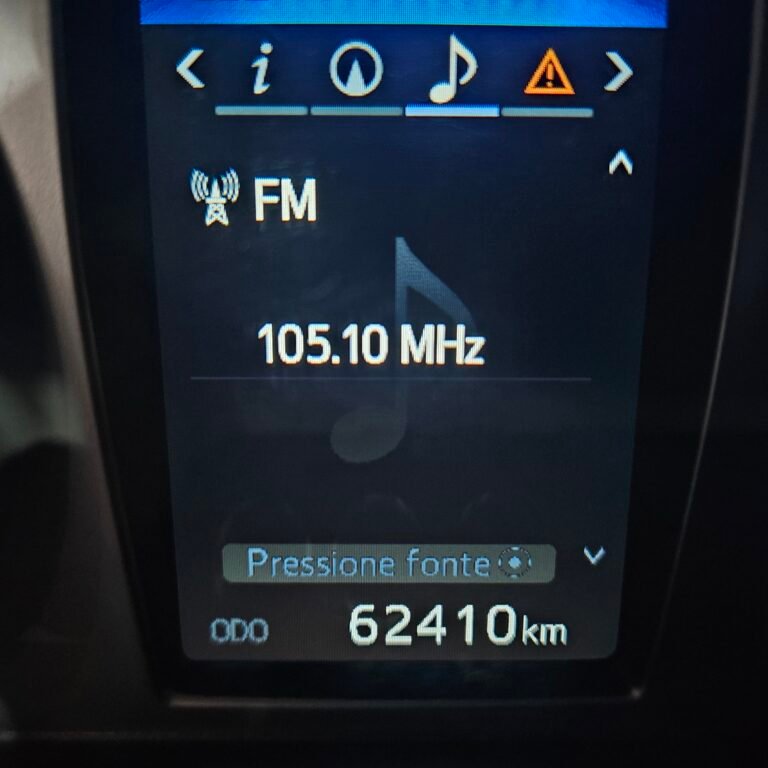 FM
105.10 MHz
Pressione fonte
ODO 62410km